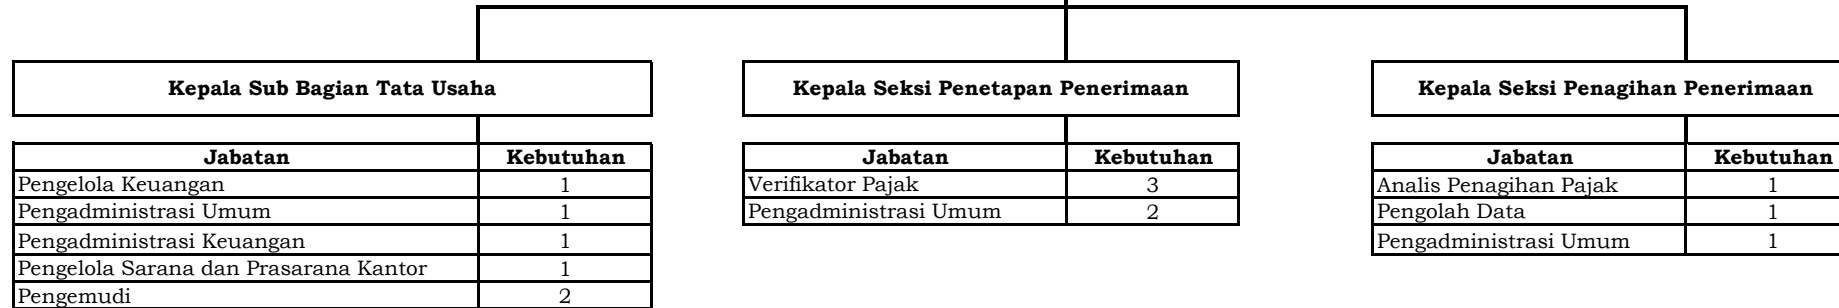 Kepala Sub Bagian Tata Usaha
Jabatan Kebutuhan
Pengelola Keuangan 1
Pengadministrasi Umum 1
Pengadministrasi Keuangan 1
Pengelola Sarana dan Prasarana Kantor 1
Pengemudi 2
Kepala Seksi Penetapan Penerimaan
Jabatan Kebutuhan
Verifikator Pajak 3
Pengadministrasi Umum 2
Kepala Seksi Penagihan Penerimaan
Jabatan Kebutuhan
Analis Penagihan Pajak 1
Pengolah Data 1
Pengadministrasi Umum 1